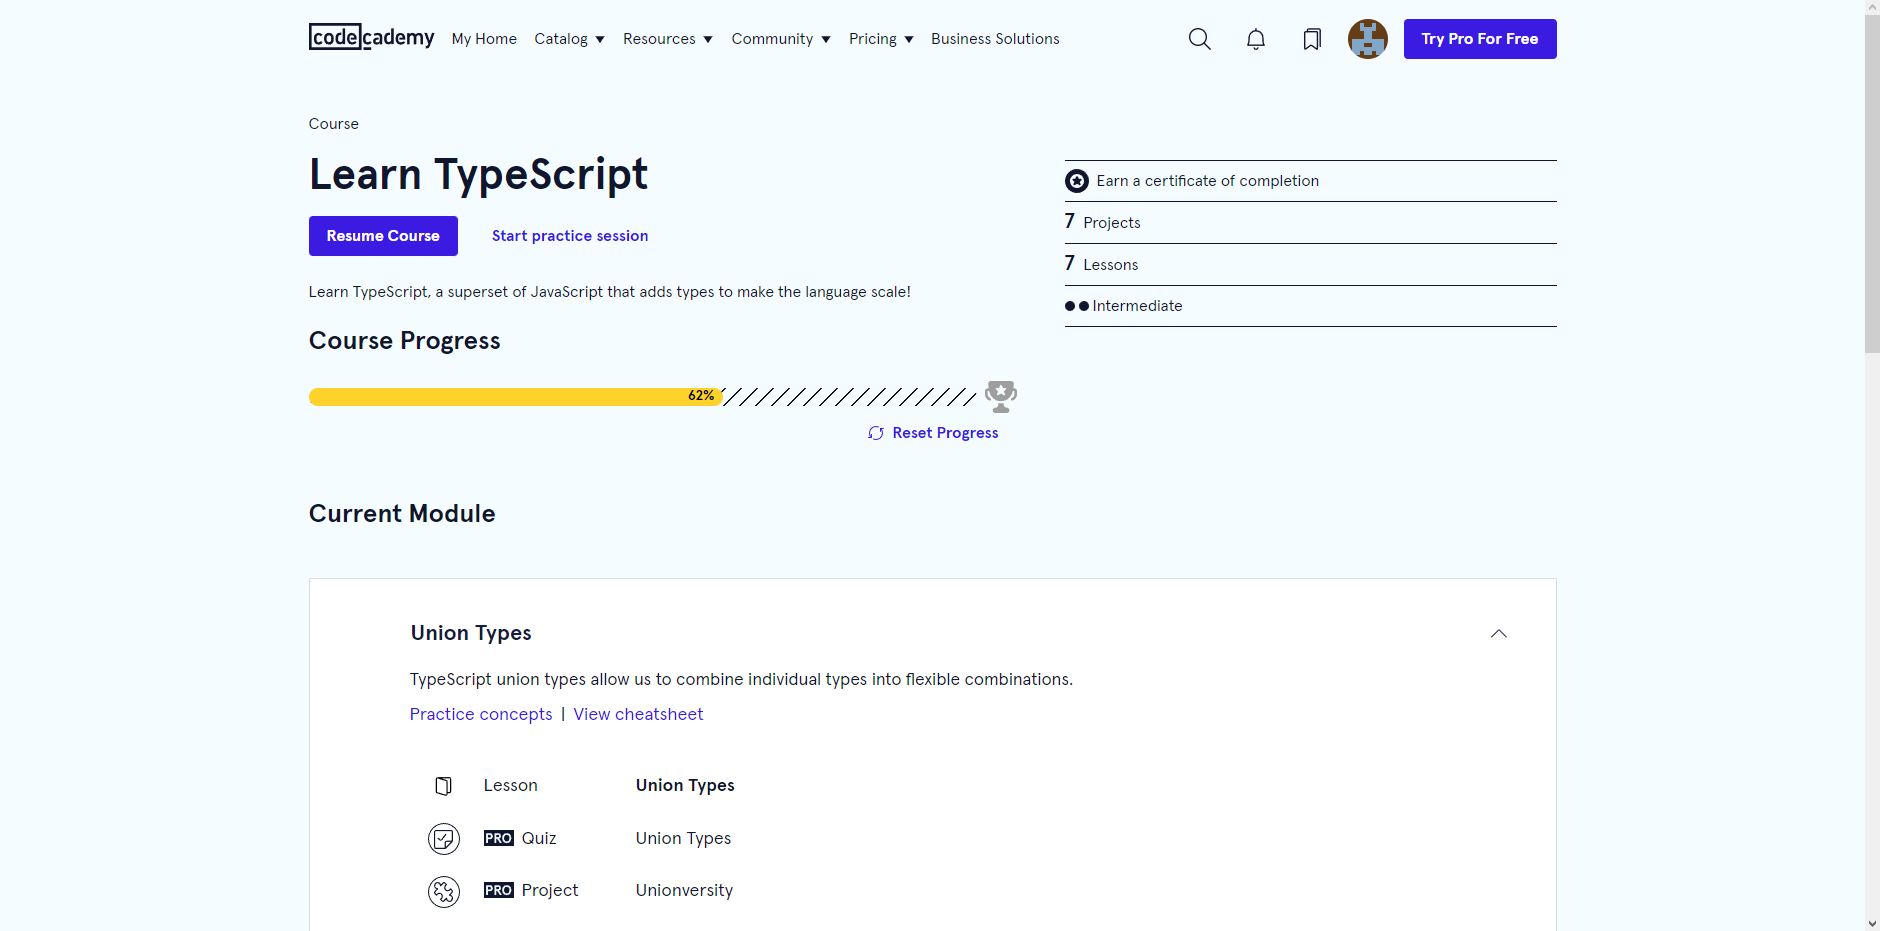 codecademy My Home Catalog Resources Community Pricing Business Solutions Try Pro For Free
Course
Learn TypeScript
Resume Course Start practice session
Learn TypeScript, a superset of JavaScript that adds types to make the language scale!
Earn a certificate of completion
7 Projects
7 Lessons
Intermediate
Course Progress
62%
Reset Progress
Current Module
Union Types
TypeScript union types allow us to combine individual types into flexible combinations.
Practice concepts | View cheatsheet
Lesson Union Types
PRO Quiz Union Types
PRO Project Unionversity